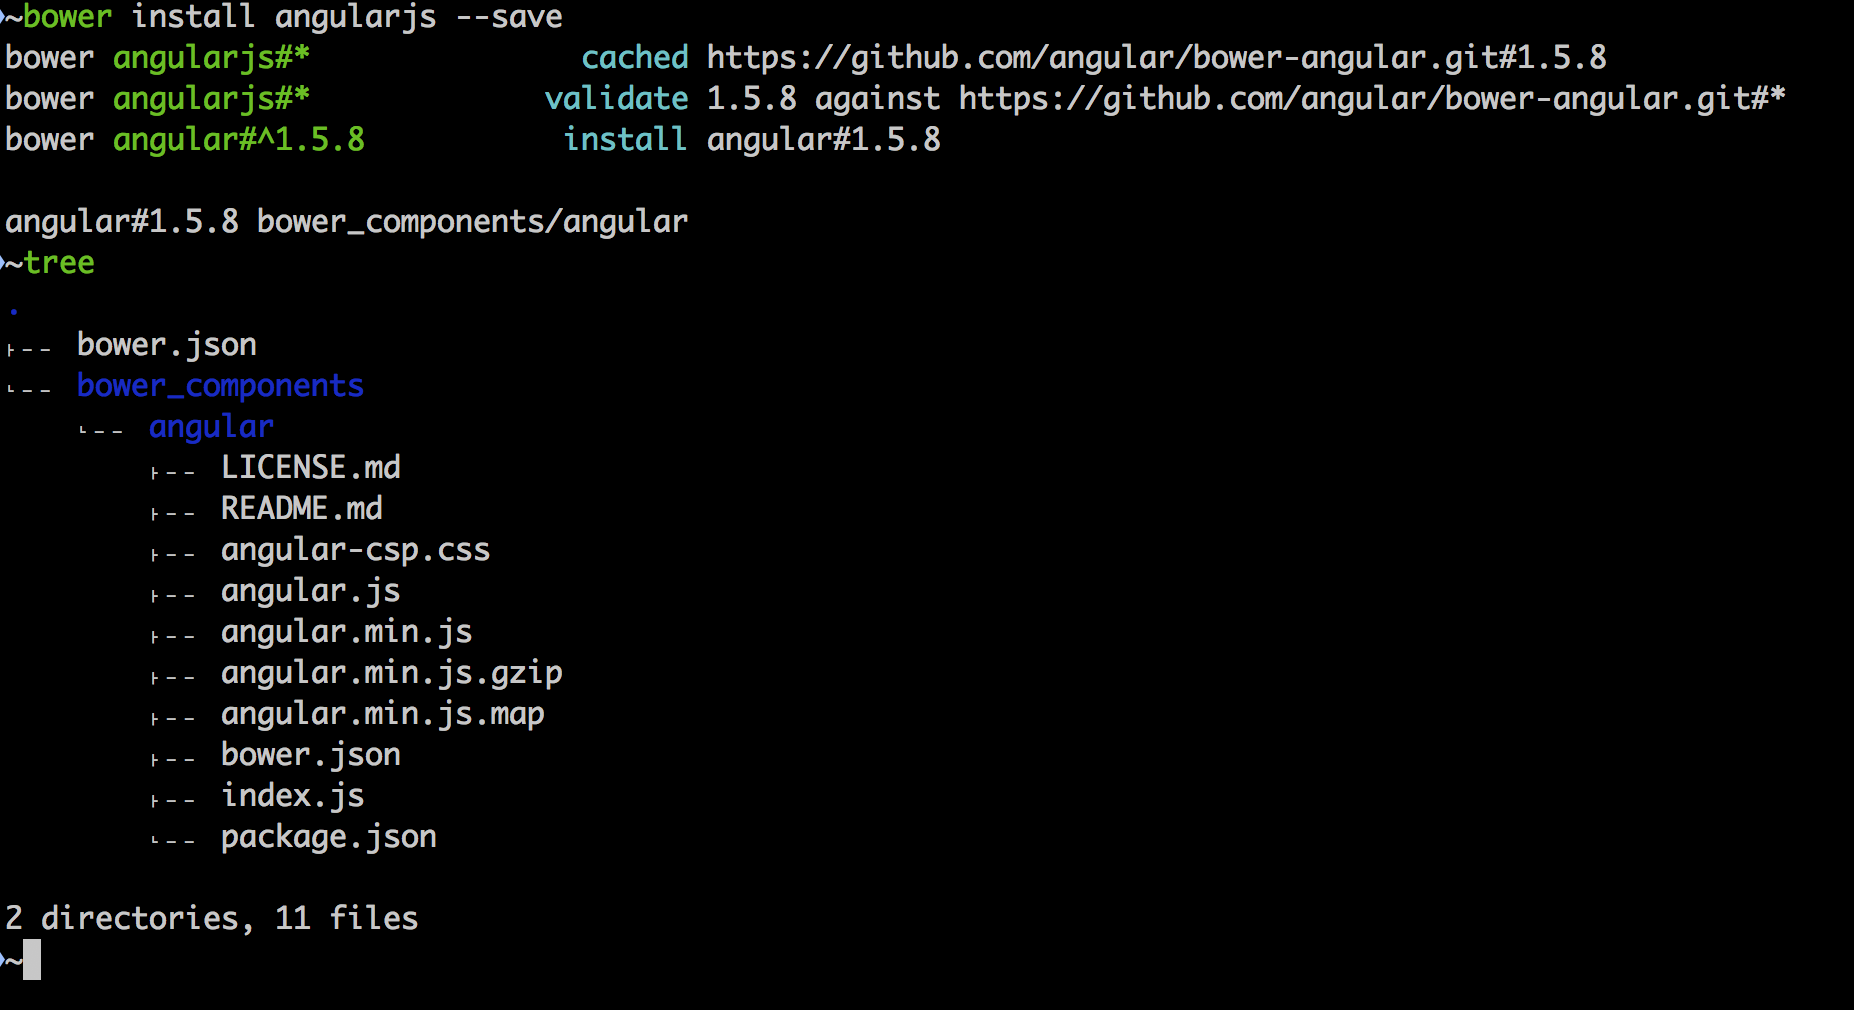 ~bower install angularjs --save
bower angularjs#* cached https://github.com/angular/bower-angular.git#1.5.8
bower angularjs#* validate 1.5.8 against https://github.com/angular/bower-angular.git#*
bower angular#^1.5.8 install angular#1.5.8
angular#1.5.8 bower_components/angular
~tree
.
├── bower.json
└── bower_components
    └── angular
        ├── LICENSE.md
        ├── README.md
        ├── angular-csp.css
        ├── angular.js
        ├── angular.min.js
        ├── angular.min.js.gzip
        ├── angular.min.js.map
        ├── bower.json
        ├── index.js
        └── package.json
2 directories, 11 files
~